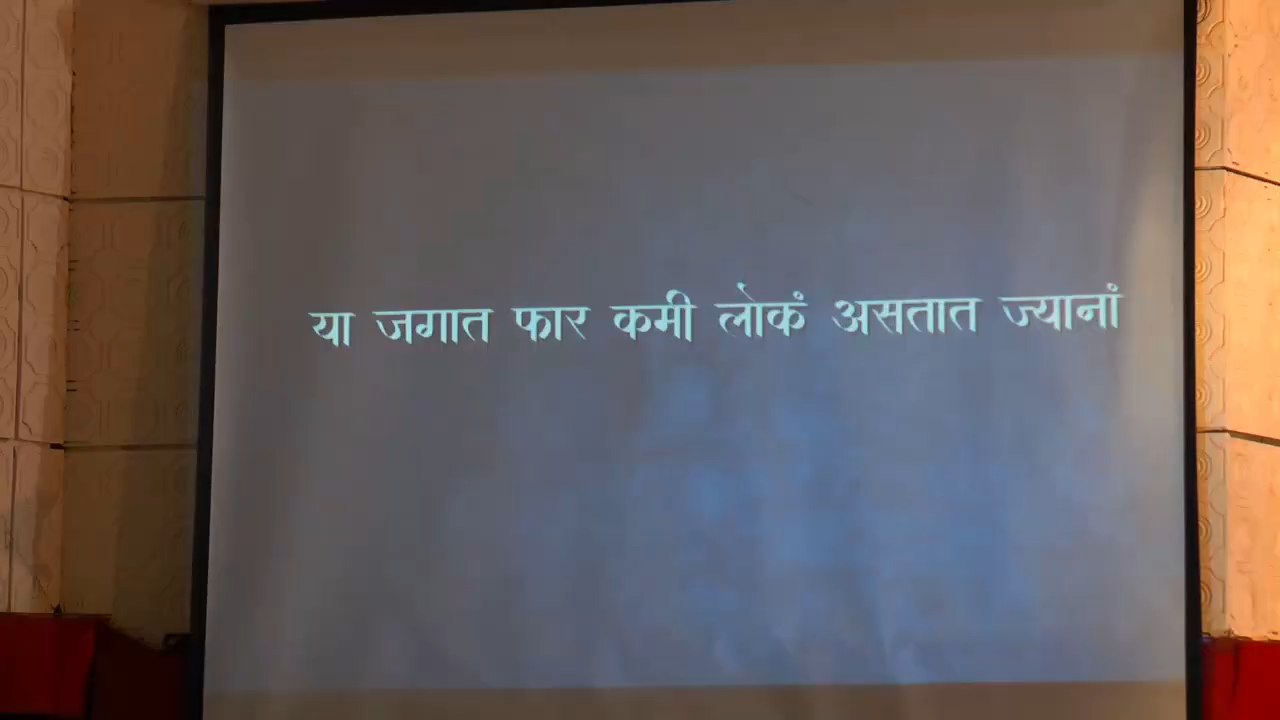 या जगात फार कमी लोकं असतात ज्यानां